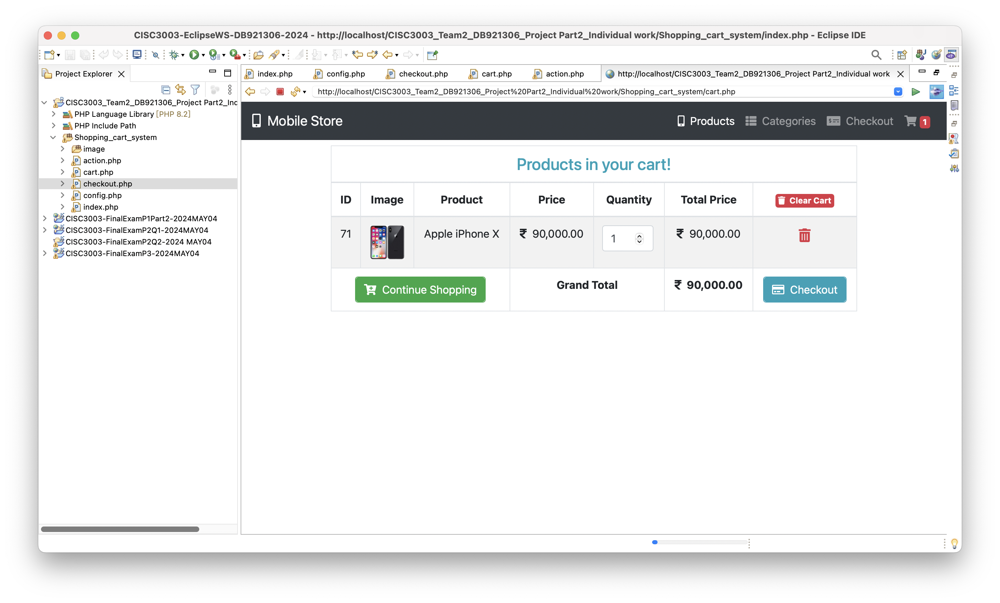 CISC3003-EclipseWS-DB921306-2024 - http://localhost/CISC3003_Team2_DB921306_Project Part2_Individual work/Shopping_cart_system/index.php - Eclipse IDE
Project Explorer
index.php
config.php
checkout.php
cart.php
action.php
http://localhost/CISC3003_Team2_DB921306_Project Part2_Individual work
http://localhost/CISC3003_Team2_DB921306_Project%20Part2_Individual%20work/Shopping_cart_system/cart.php
CISC3003_Team2_DB921306_Project Part2_Inc
PHP Language Library [PHP 8.2]
PHP Include Path
Shopping_cart_system
image
action.php
cart.php
checkout.php
config.php
index.php
CISC3003-FinalExamP1Part2-2024MAY04
CISC3003-FinalExamP2Q1-2024MAY04
CISC3003-FinalExamP2Q2-2024 MAY04
CISC3003-FinalExamP3-2024MAY04
Mobile Store
Products
Categories
Checkout
1
Products in your cart!
ID Image Product Price Quantity Total Price Clear Cart
71 Apple iPhone X ₹ 90,000.00 1 ₹ 90,000.00
Continue Shopping Grand Total ₹ 90,000.00 Checkout